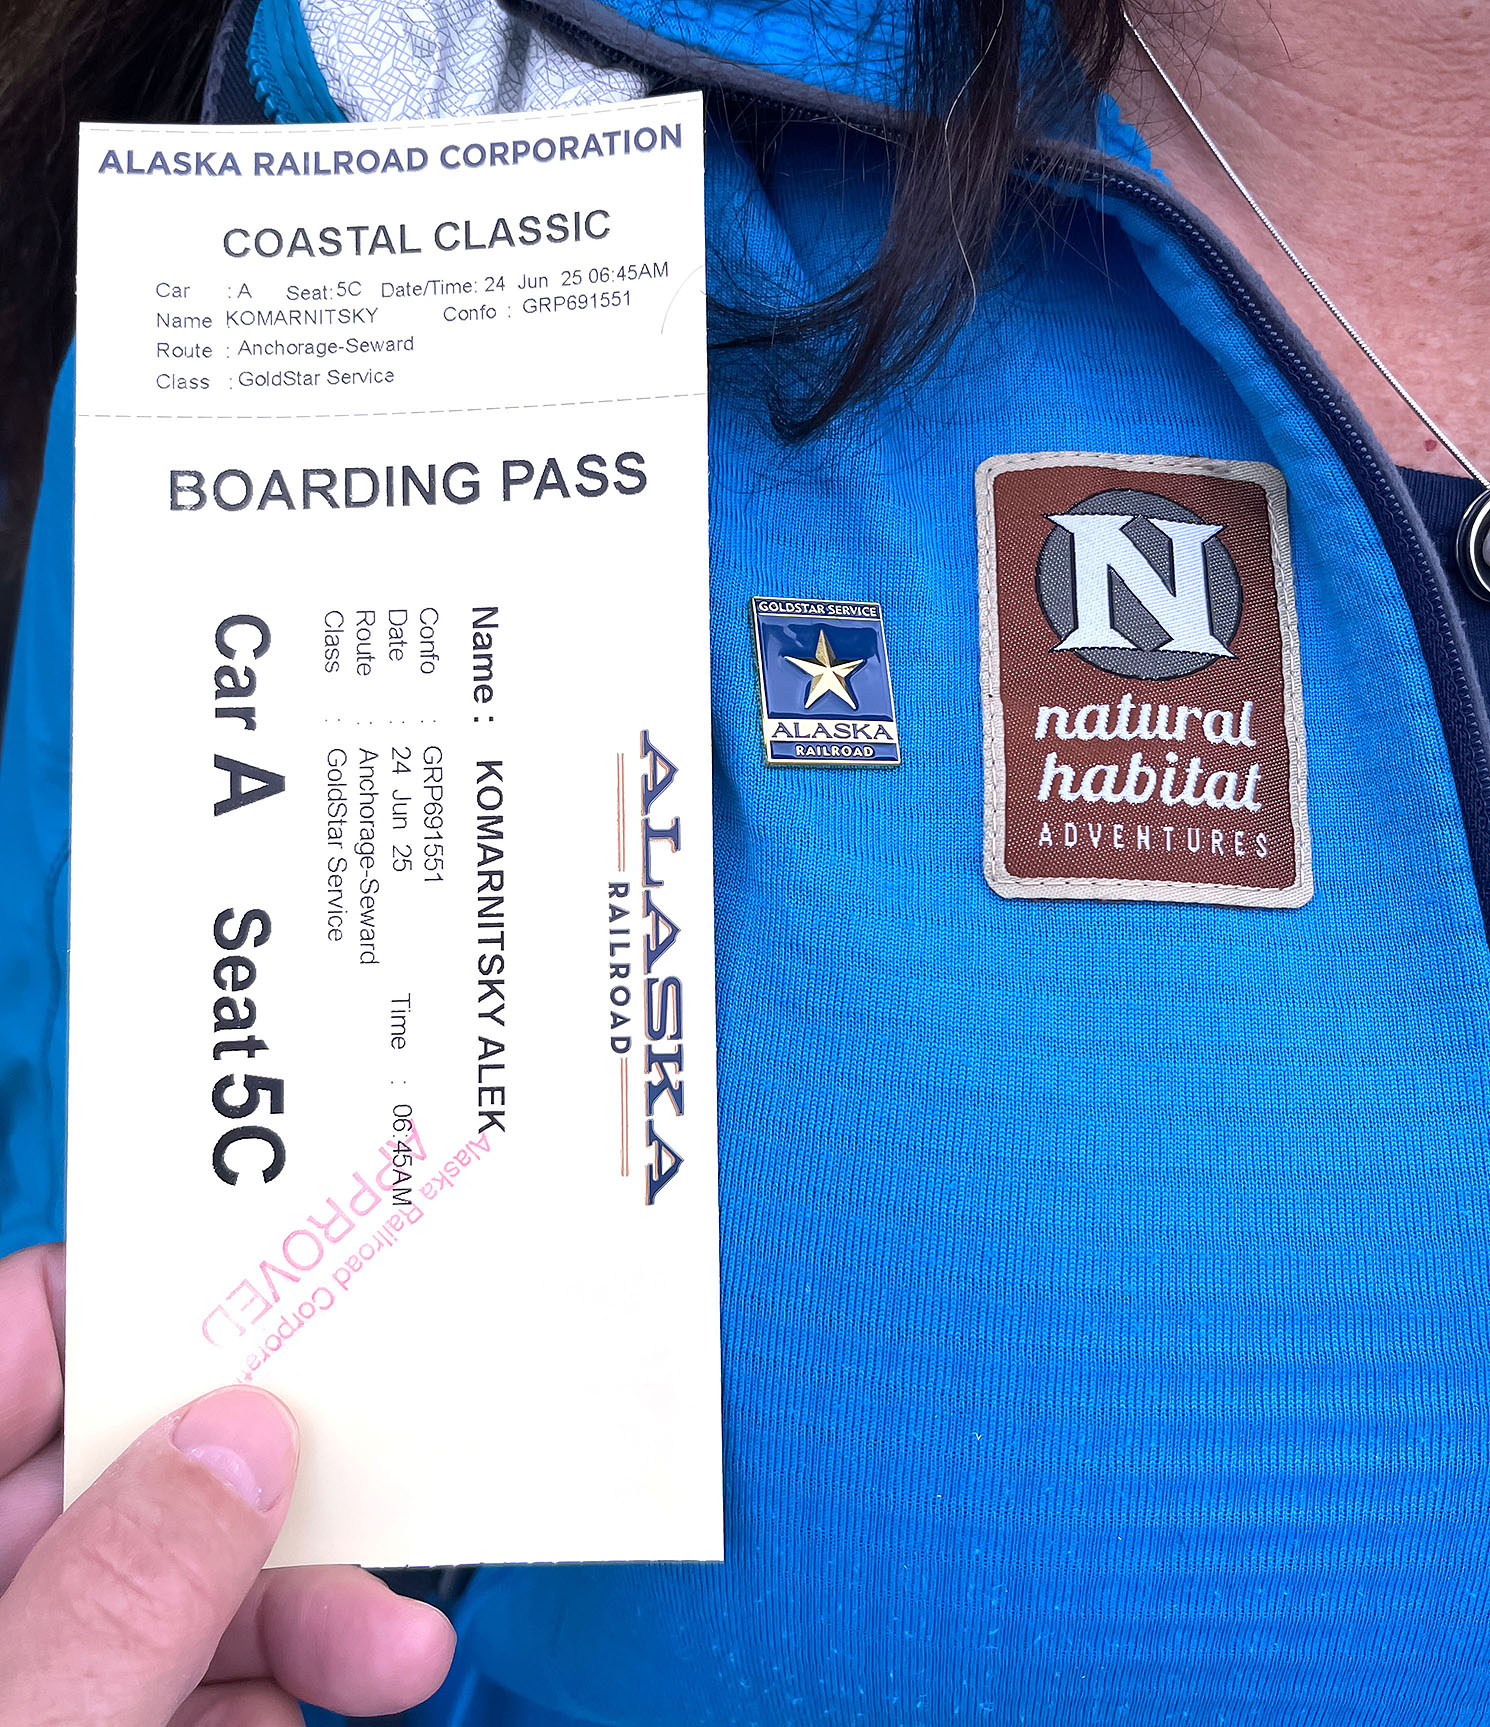 ALASKA RAILROAD CORPORATION
COASTAL CLASSIC
Car : A Seat: 5C Date/Time: 24 Jun 25 06:45AM
Name KOMARNITSKY Confo : GRP691551
Route : Anchorage-Seward
Class : GoldStar Service
BOARDING PASS
ALASKA
RAILROAD
Name : KOMARNITSKY ALEK
Confo : GRP691551
Date : 24 Jun 25 Time : 06:45AM
Route : Anchorage-Seward
Class : GoldStar Service
Car A Seat 5C
APPROVED
Alaska Railroad
GOLDSTAR SERVICE
ALASKA
RAILROAD
N
natural
habitat
ADVENTURES